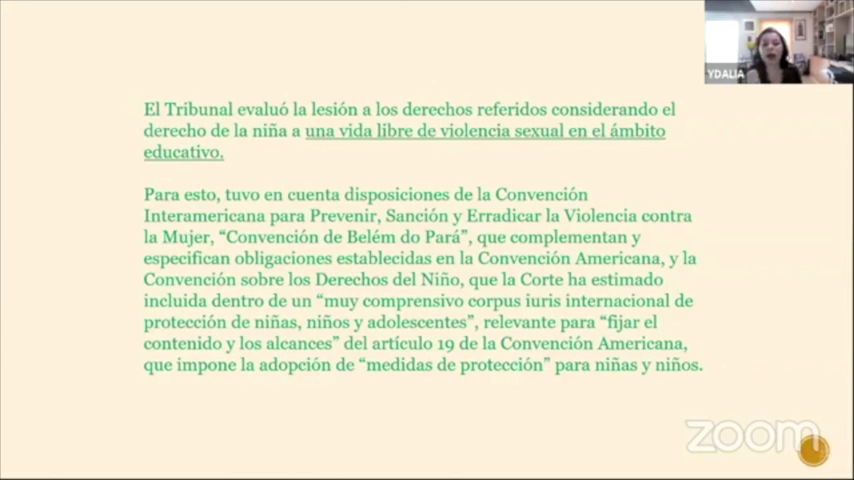 YDALIA
El Tribunal evaluó la lesión a los derechos referidos considerando el
derecho de la niña a una vida libre de violencia sexual en el ámbito
educativo.
Para esto, tuvo en cuenta disposiciones de la Convención
Interamericana para Prevenir, Sanción y Erradicar la Violencia contra
la Mujer, “Convención de Belém do Pará”, que complementan y
especifican obligaciones establecidas en la Convención Americana, y la
Convención sobre los Derechos del Niño, que la Corte ha estimado
incluida dentro de un “muy comprensivo corpus iuris internacional de
protección de niñas, niños y adolescentes”, relevante para “fijar el
contenido y los alcances” del artículo 19 de la Convención Americana,
que impone la adopción de “medidas de protección” para niñas y niños.
zoom